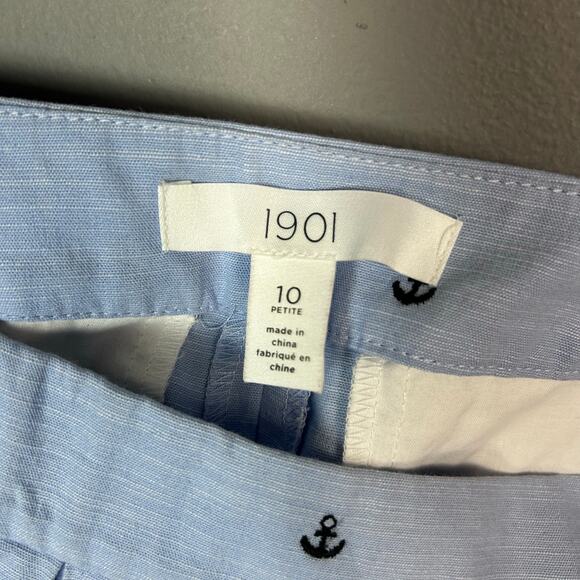 1901
10
PETITE
made in
china
fabriqué en
chine